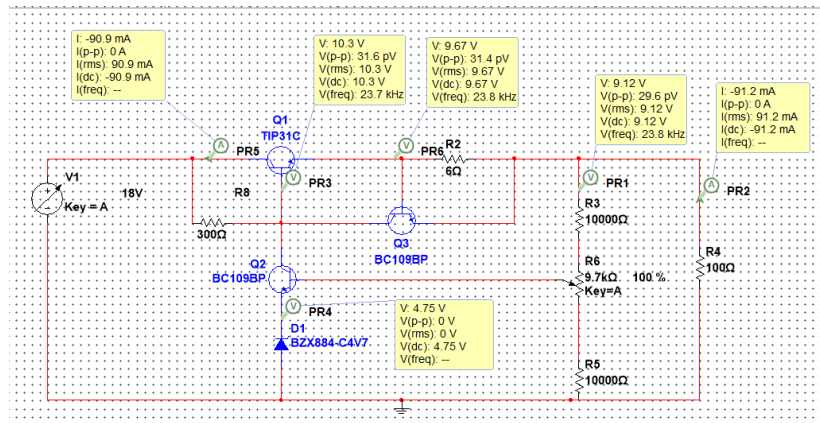 I: -90.9 mA
I(p-p): 0 A
I(rms): 90.9 mA
I(dc): -90.9 mA
I(freq): --
V: 10.3 V
V(p-p): 31.6 pV
V(rms): 10.3 V
V(dc): 10.3 V
V(freq): 23.7 kHz
V: 9.67 V
V(p-p): 31.4 pV
V(rms): 9.67 V
V(dc): 9.67 V
V(freq): 23.8 kHz
V: 9.12 V
V(p-p): 29.6 pV
V(rms): 9.12 V
V(dc): 9.12 V
V(freq): 23.8 kHz
I: -91.2 mA
I(p-p): 0 A
I(rms): 91.2 mA
I(dc): -91.2 mA
I(freq): --
Q1
TIP31C
A
PR5
V
PR3
V
PR6
R2
6Ω
V
PR1
A
PR2
V1
18V
Key = A
R8
300Ω
Q3
BC109BP
R3
10000Ω
Q2
BC109BP
R6
9.7kΩ
100 %
Key=A
R4
100Ω
V
PR4
V: 4.75 V
V(p-p): 0 V
V(rms): 0 V
V(dc): 4.75 V
V(freq): --
D1
BZX884-C4V7
R5
10000Ω